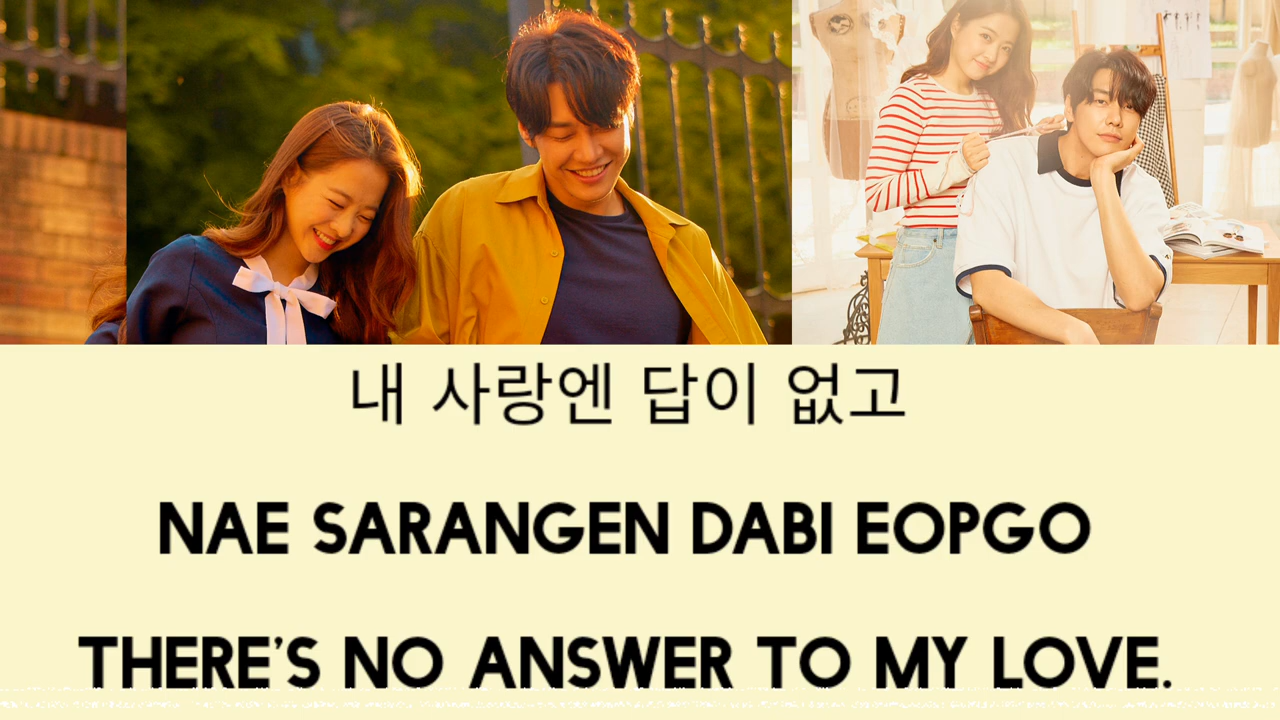 내 사랑엔 답이 없고
NAE SARANGEN DABI EOPGO
THERE'S NO ANSWER TO MY LOVE.